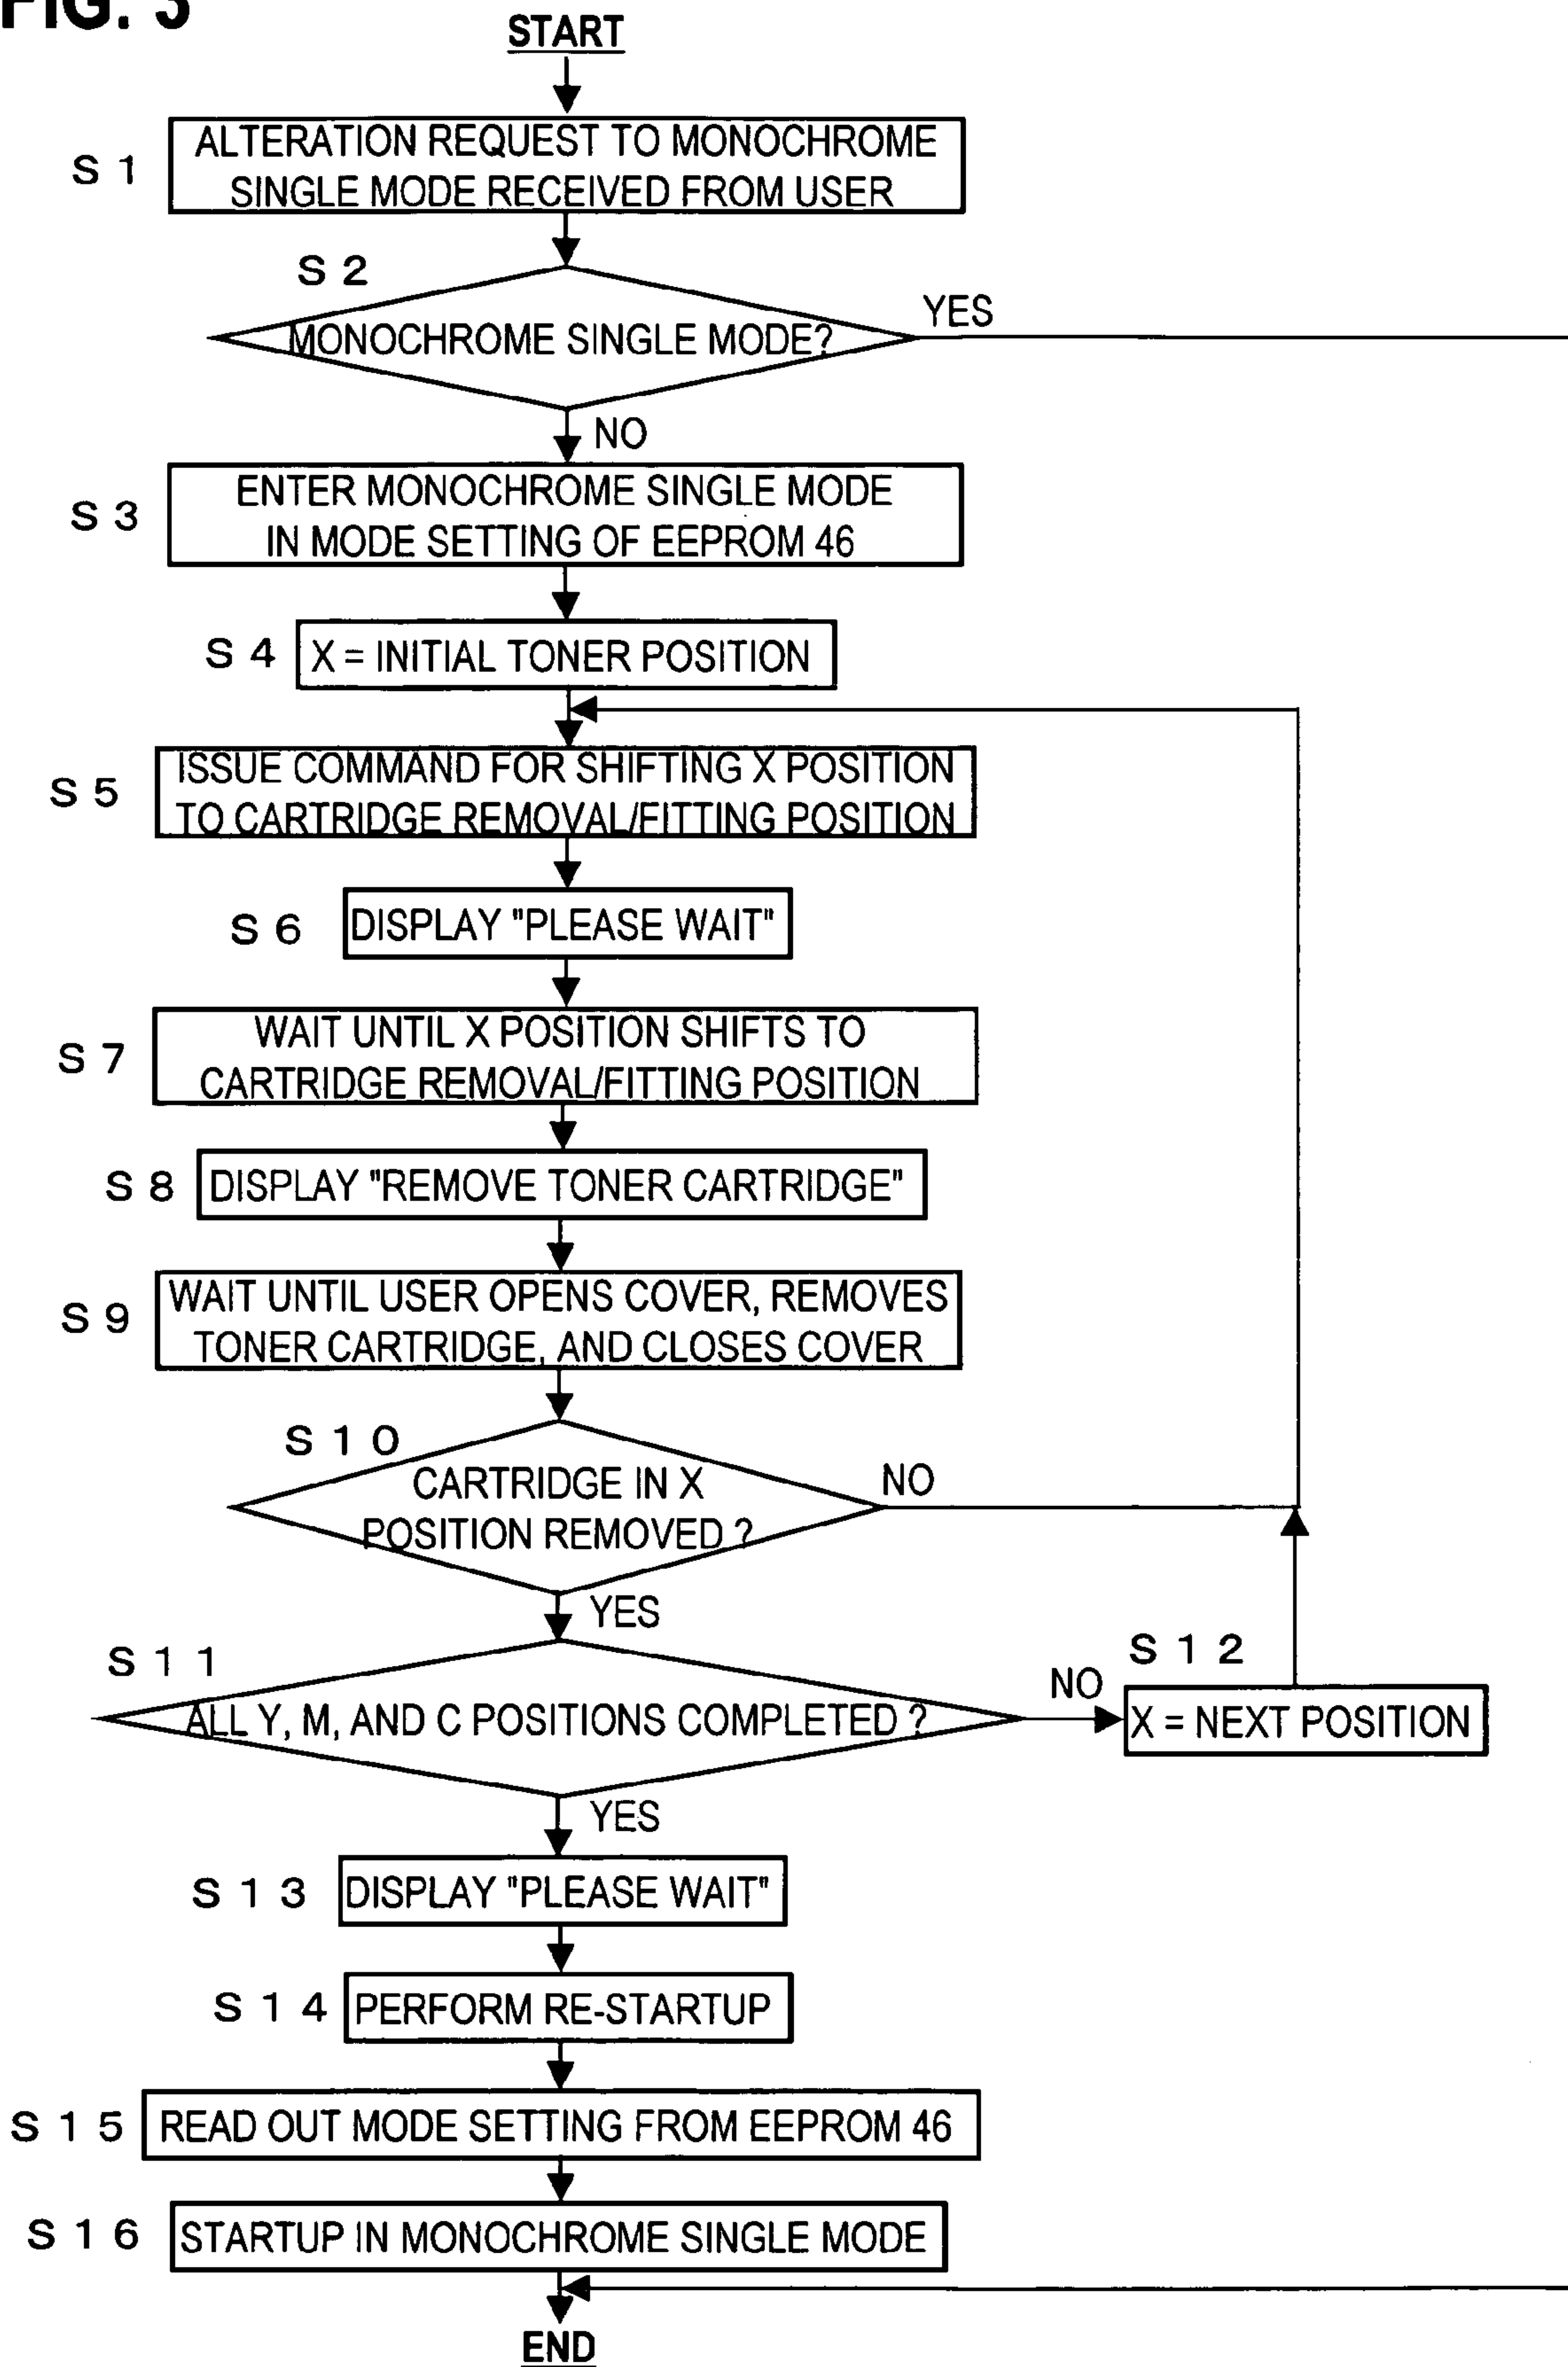 FIG. 3
START
S 1
ALTERATION REQUEST TO MONOCHROME
SINGLE MODE RECEIVED FROM USER
S 2
MONOCHROME SINGLE MODE?
YES
NO
S 3
ENTER MONOCHROME SINGLE MODE
IN MODE SETTING OF EEPROM 46
S 4
X = INITIAL TONER POSITION
S 5
ISSUE COMMAND FOR SHIFTING X POSITION
TO CARTRIDGE REMOVAL/FITTING POSITION
S 6
DISPLAY "PLEASE WAIT"
S 7
WAIT UNTIL X POSITION SHIFTS TO
CARTRIDGE REMOVAL/FITTING POSITION
S 8
DISPLAY "REMOVE TONER CARTRIDGE"
S 9
WAIT UNTIL USER OPENS COVER, REMOVES
TONER CARTRIDGE, AND CLOSES COVER
S 1 0
CARTRIDGE IN X
POSITION REMOVED ?
NO
YES
S 1 1
ALL Y, M, AND C POSITIONS COMPLETED ?
NO
S 1 2
X = NEXT POSITION
YES
S 1 3
DISPLAY "PLEASE WAIT"
S 1 4
PERFORM RE-STARTUP
S 1 5
READ OUT MODE SETTING FROM EEPROM 46
S 1 6
STARTUP IN MONOCHROME SINGLE MODE
END